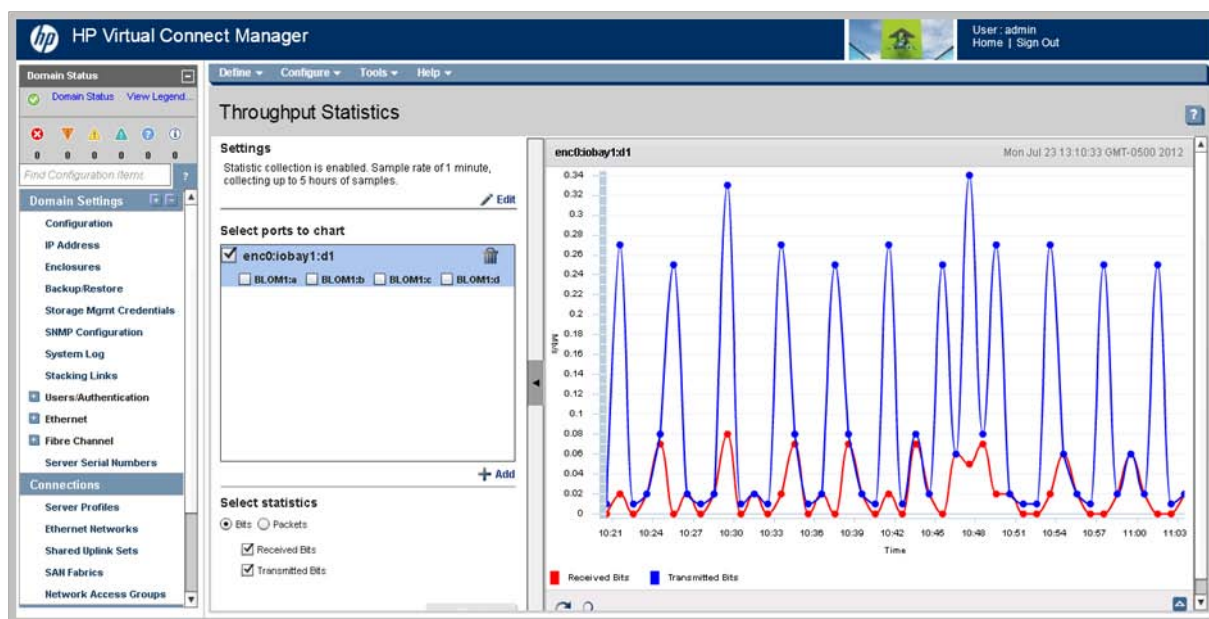 hp HP Virtual Connect Manager
User : admin
Home | Sign Out
Domain Status
Domain Status View Legend...
0 0 0 0 0 0
Find Configuration Items ?
Domain Settings
Configuration
IP Address
Enclosures
Backup/Restore
Storage Mgmt Credentials
SNMP Configuration
System Log
Stacking Links
Users/Authentication
Ethernet
Fibre Channel
Server Serial Numbers
Connections
Server Profiles
Ethernet Networks
Shared Uplink Sets
SAN Fabrics
Network Access Groups
Define Configure Tools Help
Throughput Statistics
?
Settings
Statistic collection is enabled. Sample rate of 1 minute,
collecting up to 5 hours of samples.
Edit
Select ports to chart
enc0:iobay1:d1
BLOM1:a BLOM1:b BLOM1:c BLOM1:d
Add
Select statistics
Bits Packets
Received Bits
Transmitted Bits
enc0:iobay1:d1 Mon Jul 23 13:10:33 GMT-0500 2012
0.34
0.32
0.3
0.28
0.26
0.24
0.22
0.2
0.18
0.16
0.14
0.12
0.1
0.08
0.06
0.04
0.02
0
Mb/s
10:21 10:24 10:27 10:30 10:33 10:36 10:39 10:42 10:45 10:48 10:51 10:54 10:57 11:00 11:03
Time
Received Bits Transmitted Bits